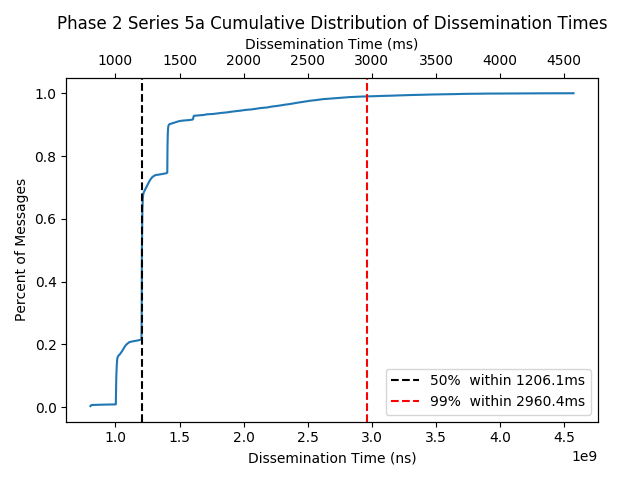 Phase 2 Series 5a Cumulative Distribution of Dissemination Times
Dissemination Time (ms)
1000 1500 2000 2500 3000 3500 4000 4500
Percent of Messages
1.0
0.8
0.6
0.4
0.2
0.0
50%  within 1206.1ms
99%  within 2960.4ms
1.0 1.5 2.0 2.5 3.0 3.5 4.0 4.5
Dissemination Time (ns)
1e9